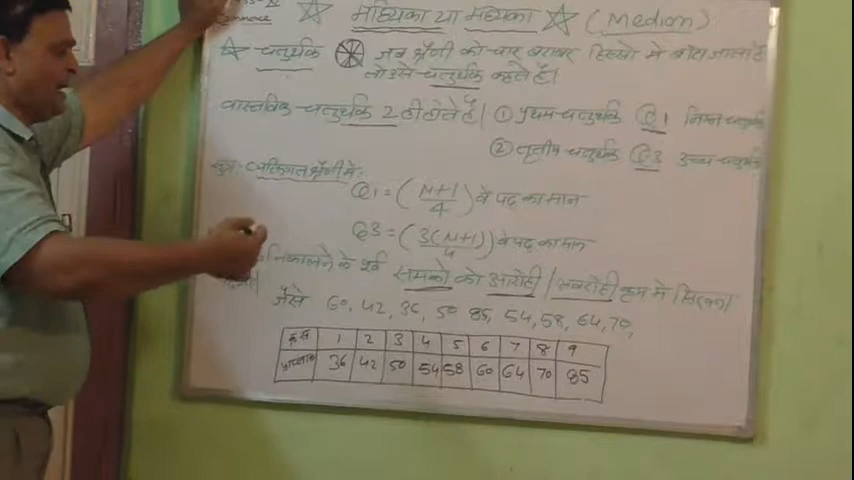 Commace
मध्यिका या मध्यका (Median)
चतुर्थक जब श्रेणी को चार बराबर हिस्सो मे बाँटा जाता है
तो उसे चतुर्थक कहते हैं।
वास्तविक चतुर्थक 2 ही होते हैं। ① प्रथम चतुर्थक Q1 निम्न चतुर्थक
② तृतीय चतुर्थक Q3 उच्च चतुर्थक
सूत्र: व्यक्तिगत श्रेणी में:
Q1 = (N+1/4) वे पद का मान
Q3 = (3(N+1)/4) वे पद का मान
निकालने के पूर्व समंको को आरोही / अवरोही क्रम मे
जैसे 60, 42, 36, 50 85, 54, 58, 64, 70,
क्र.सं 1 2 3 4 5 6 7 8 9
प्राप्तांक 36 42 50 54 58 60 64 70 85